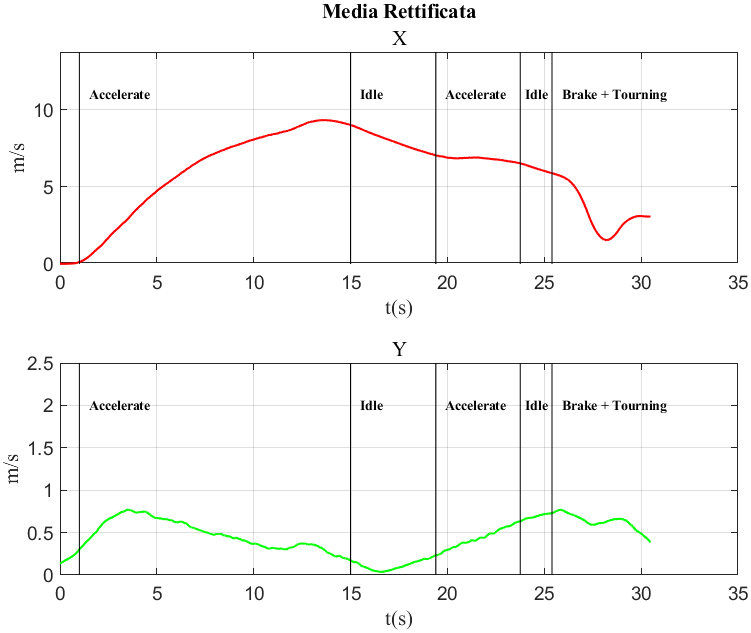 Media Rettificata
X
Accelerate Idle Accelerate Idle Brake + Tourning
10
5
0
m/s
0 5 10 15 20 25 30 35
t(s)
Y
2.5
Accelerate Idle Accelerate Idle Brake + Tourning
2
1.5
1
0.5
0
m/s
0 5 10 15 20 25 30 35
t(s)